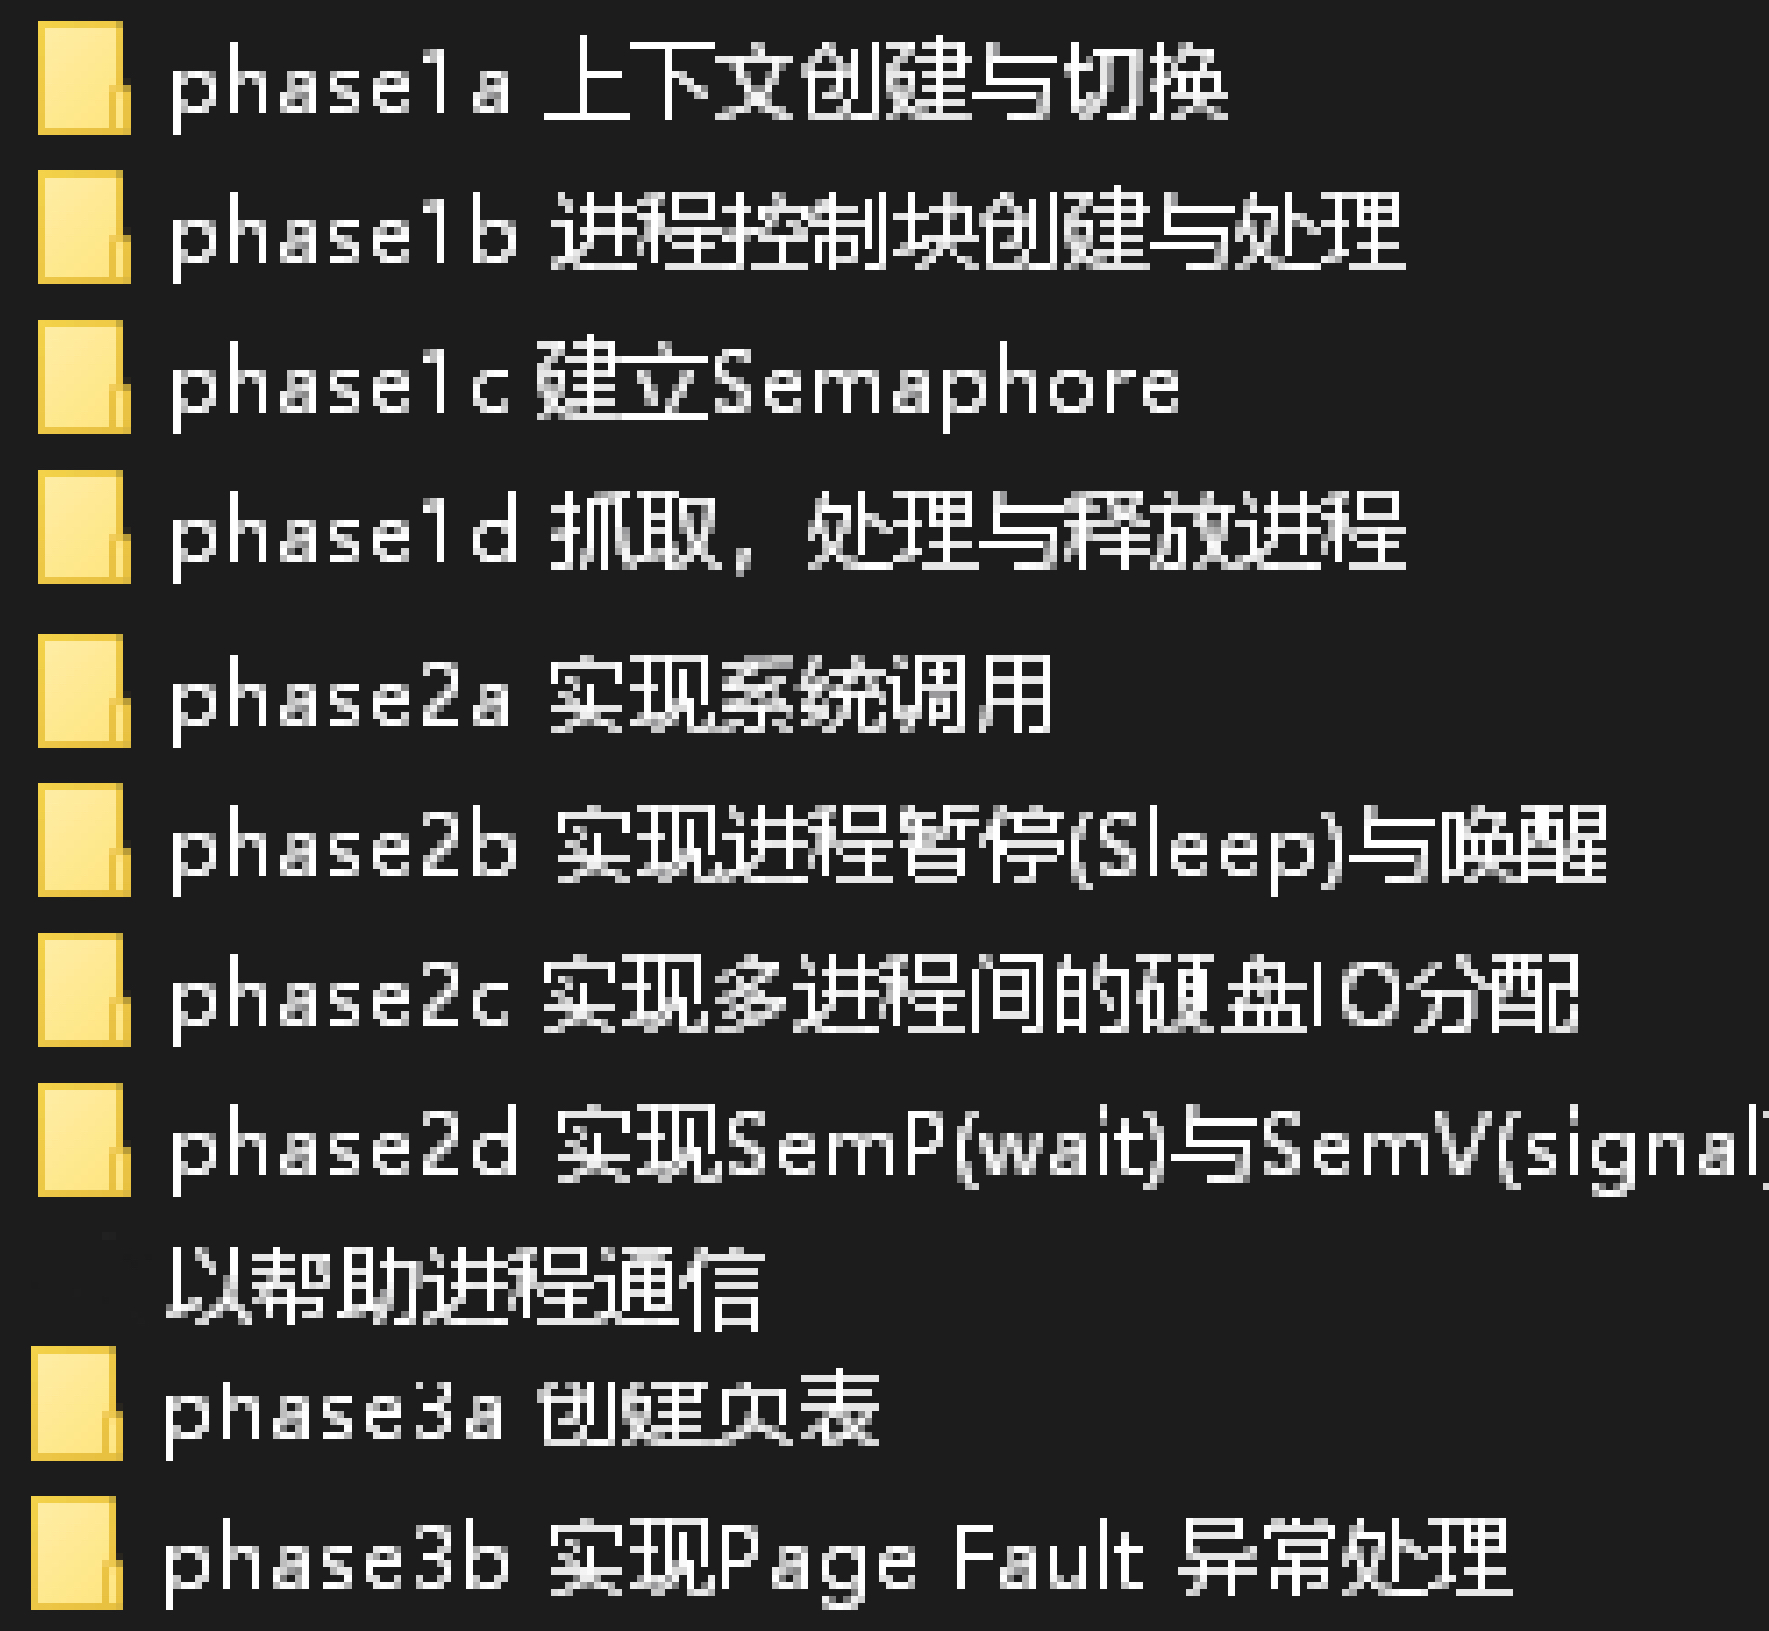 phase1a 上下文创建与切换
phase1b 进程控制块创建与处理
phase1c 建立Semaphore
phase1d 抓取，处理与释放进程
phase2a 实现系统调用
phase2b 实现进程暂停(Sleep)与唤醒
phase2c 实现多进程间的硬盘IO分配
phase2d 实现SemP(wait)与SemV(signal)
以帮助进程通信
phase3a 创建页表
phase3b 实现Page Fault 异常处理